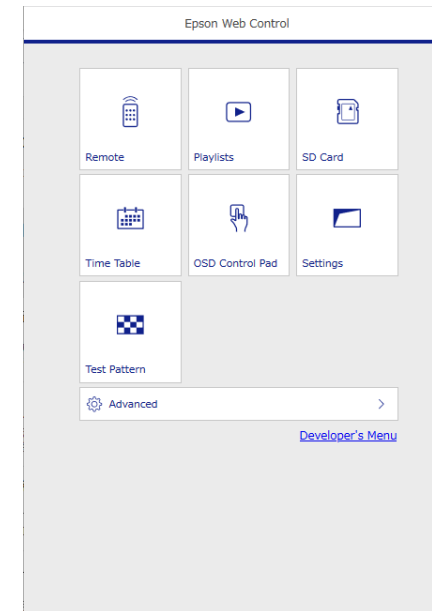 Epson Web Control
Remote
Playlists
SD Card
Time Table
OSD Control Pad
Settings
Test Pattern
Advanced
Developer's Menu